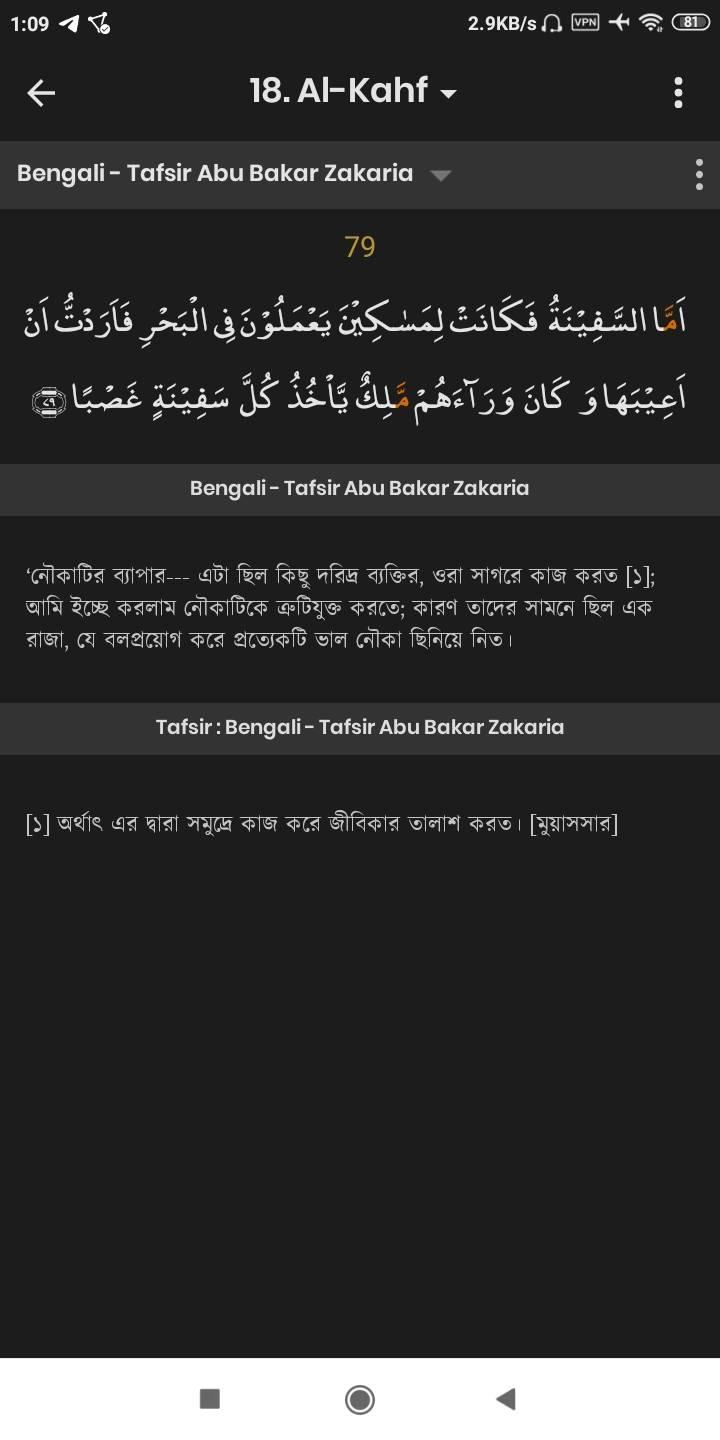 1:09
2.9KB/s VPN 81
18. Al-Kahf
Bengali - Tafsir Abu Bakar Zakaria
79
اَمَّا السَّفِيْنَةُ فَكَانَتْ لِمَسٰكِيْنَ يَعْمَلُوْنَ فِى الْبَحْرِ فَاَرَدْتُّ اَنْ
اَعِيْبَهَا وَ كَانَ وَرَآءَهُمْ مَّلِكٌ يَّاْخُذُ كُلَّ سَفِيْنَةٍ غَصْبًا ٧٩
Bengali - Tafsir Abu Bakar Zakaria
‘নৌকাটির ব্যাপার--- এটা ছিল কিছু দরিদ্র ব্যক্তির, ওরা সাগরে কাজ করত [১];
আমি ইচ্ছে করলাম নৌকাটিকে ত্রুটিযুক্ত করতে; কারণ তাদের সামনে ছিল এক
রাজা, যে বলপ্রয়োগ করে প্রত্যেকটি ভাল নৌকা ছিনিয়ে নিত।
Tafsir : Bengali - Tafsir Abu Bakar Zakaria
[১] অর্থাৎ এর দ্বারা সমুদ্রে কাজ করে জীবিকার তালাশ করত। [মুয়াসসার]